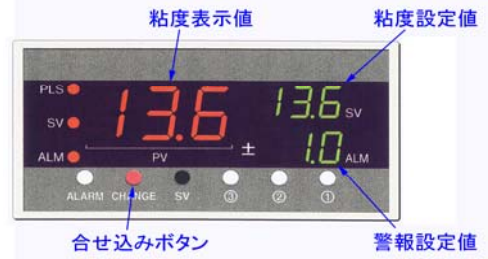 粘度表示値 粘度設定値
PLS
13.6 13.6 SV
SV
± 1.0 ALM
ALM PV
ALARM CHANGE SV ③ ② ①
合せ込みボタン 警報設定値